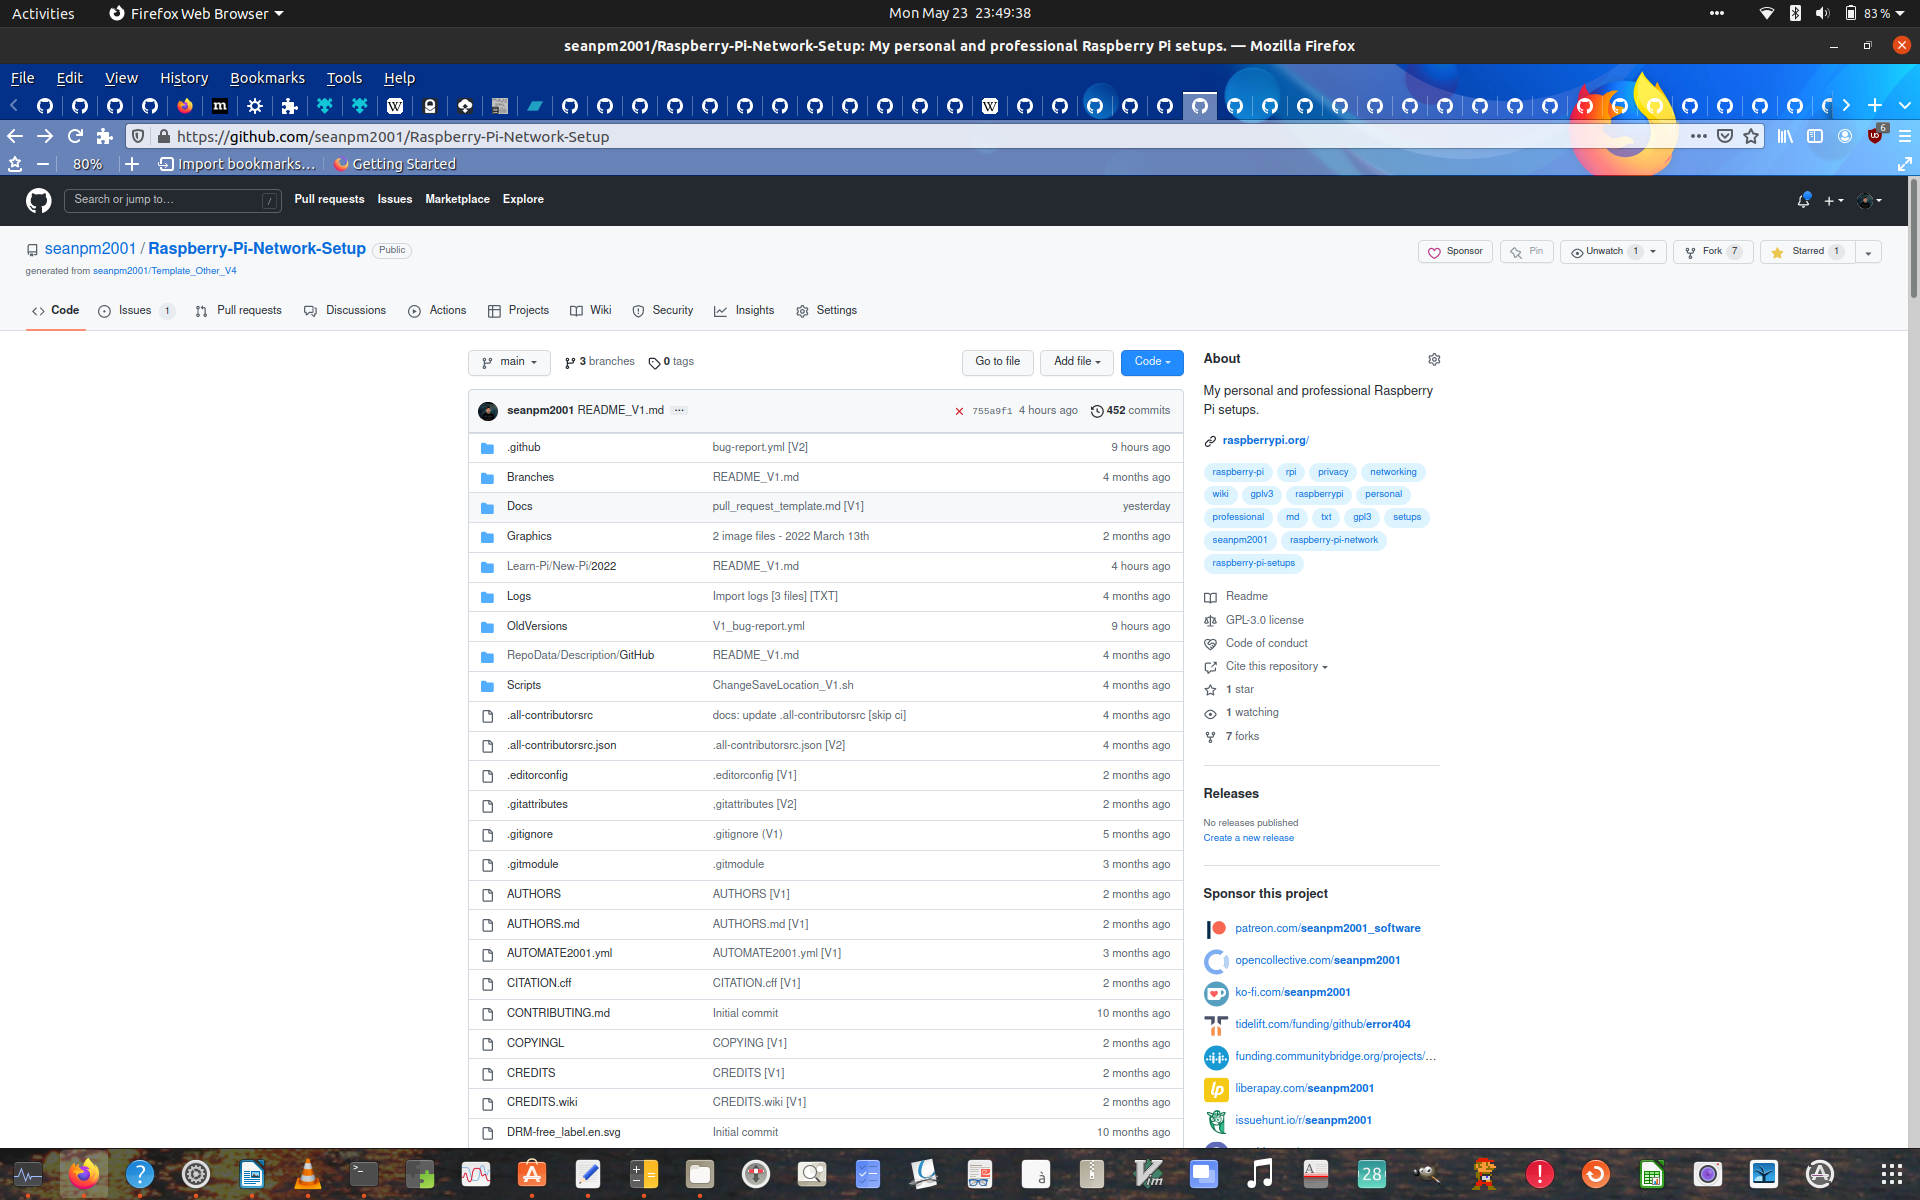 Activities Firefox Web Browser Mon May 23 23:49:38 83 %
seanpm2001/Raspberry-Pi-Network-Setup: My personal and professional Raspberry Pi setups. — Mozilla Firefox
File Edit View History Bookmarks Tools Help
https://github.com/seanpm2001/Raspberry-Pi-Network-Setup 6
80% Import bookmarks... Getting Started
Search or jump to... / Pull requests Issues Marketplace Explore
seanpm2001 / Raspberry-Pi-Network-Setup Public Sponsor Pin Unwatch 1 Fork 7 Starred 1
generated from seanpm2001/Template_Other_V4
Code Issues 1 Pull requests Discussions Actions Projects Wiki Security Insights Settings
main 3 branches 0 tags Go to file Add file Code
seanpm2001 README_V1.md ... 755a9f1 4 hours ago 452 commits
.github bug-report.yml [V2] 9 hours ago
Branches README_V1.md 4 months ago
Docs pull_request_template.md [V1] yesterday
Graphics 2 image files - 2022 March 13th 2 months ago
Learn-Pi/New-Pi/2022 README_V1.md 4 hours ago
Logs Import logs [3 files] [TXT] 4 months ago
OldVersions V1_bug-report.yml 9 hours ago
RepoData/Description/GitHub README_V1.md 4 months ago
Scripts ChangeSaveLocation_V1.sh 4 months ago
.all-contributorsrc docs: update .all-contributorsrc [skip ci] 4 months ago
.all-contributorsrc.json .all-contributorsrc.json [V2] 4 months ago
.editorconfig .editorconfig [V1] 2 months ago
.gitattributes ,gitattributes [V2] 2 months ago
.gitignore .gitignore (V1) 5 months ago
.gitmodule .gitmodule 3 months ago
AUTHORS AUTHORS [V1] 2 months ago
AUTHORS.md AUTHORS.md [V1] 2 months ago
AUTOMATE2001.yml AUTOMATE2001.yml [V1] 3 months ago
CITATION.cff CITATION.cff [V1] 2 months ago
CONTRIBUTING.md Initial commit 10 months ago
COPYINGL COPYING [V1] 2 months ago
CREDITS CREDITS [V1] 2 months ago
CREDITS.wiki CREDITS.wiki [V1] 2 months ago
DRM-free_label.en.svg Initial commit 10 months ago
About
My personal and professional Raspberry
Pi setups.
raspberrypi.org/
raspberry-pi rpi privacy networking
wiki gplv3 raspberrypi personal
professional md txt gpl3 setups
seanpm2001 raspberry-pi-network
raspberry-pi-setups
Readme
GPL-3.0 license
Code of conduct
Cite this repository
1 star
1 watching
7 forks
Releases
No releases published
Create a new release
Sponsor this project
patreon.com/seanpm2001_software
opencollective.com/seanpm2001
ko-fi.com/seanpm2001
tidelift.com/funding/github/error404
funding.communitybridge.org/projects/...
liberapay.com/seanpm2001
issuehunt.io/r/seanpm2001
28